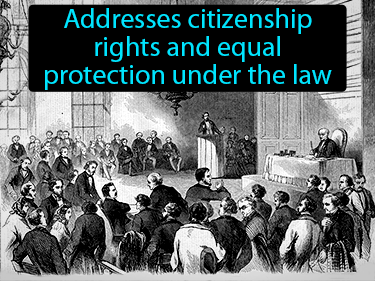 Addresses citizenship
rights and equal
protection under the law